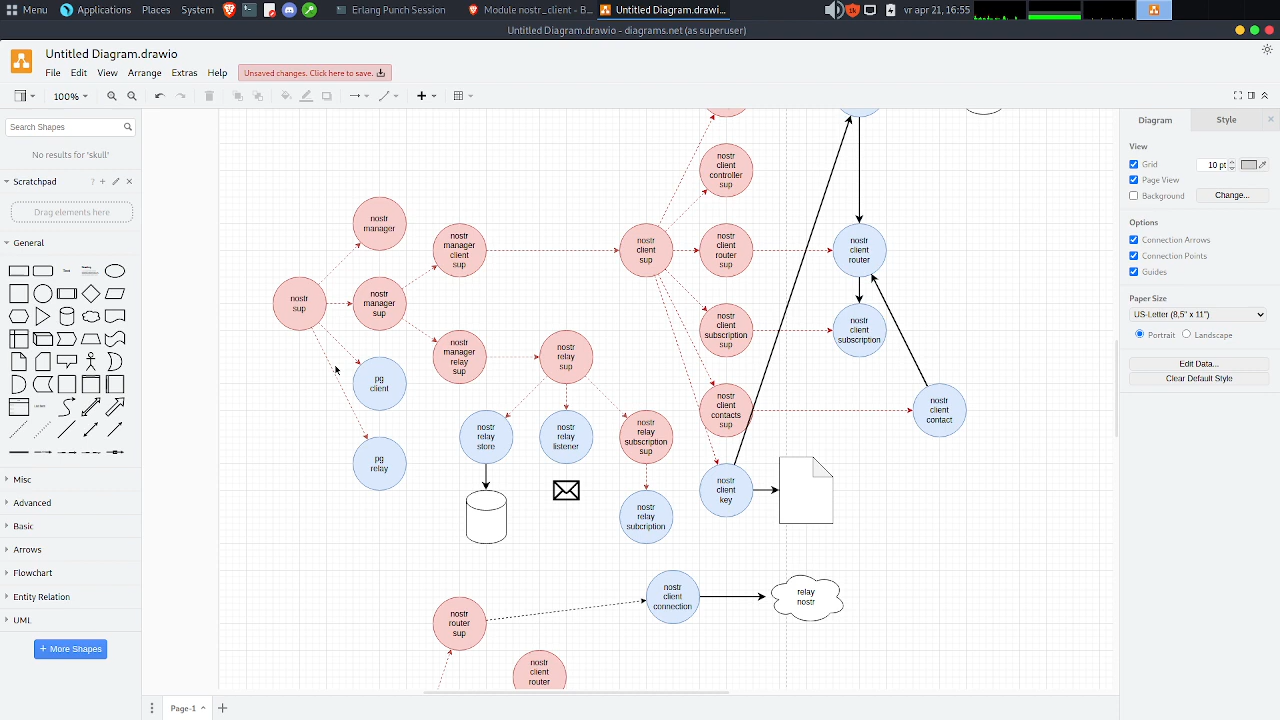 Menu
Applications
Places
System
Erlang Punch Session
Module nostr_client - B...
Untitled Diagram.drawi...
vr apr 21, 16:55
Untitled Diagram.drawio - diagrams.net (as superuser)
Untitled Diagram.drawio
File
Edit
View
Arrange
Extras
Help
Unsaved changes. Click here to save.
100%
Search Shapes
No results for 'skull'
Scratchpad
Drag elements here
General
Misc
Advanced
Basic
Arrows
Flowchart
Entity Relation
UML
+ More Shapes
nostr
client
controller
sup
nostr
manager
nostr
manager
client
sup
nostr
client
sup
nostr
client
router
sup
nostr
client
router
nostr
sup
nostr
manager
sup
nostr
client
subscription
sup
nostr
client
subscription
nostr
manager
relay
sup
nostr
relay
sup
pg
client
nostr
client
contacts
sup
nostr
client
contact
nostr
relay
store
nostr
relay
listener
nostr
relay
subscription
sup
pg
relay
nostr
client
key
nostr
relay
subcription
nostr
client
connection
relay
nostr
nostr
router
sup
nostr
client
router
Page-1
Diagram
Style
View
Grid
10 pt
Page View
Background
Change...
Options
Connection Arrows
Connection Points
Guides
Paper Size
US-Letter (8,5" x 11")
Portrait
Landscape
Edit Data...
Clear Default Style